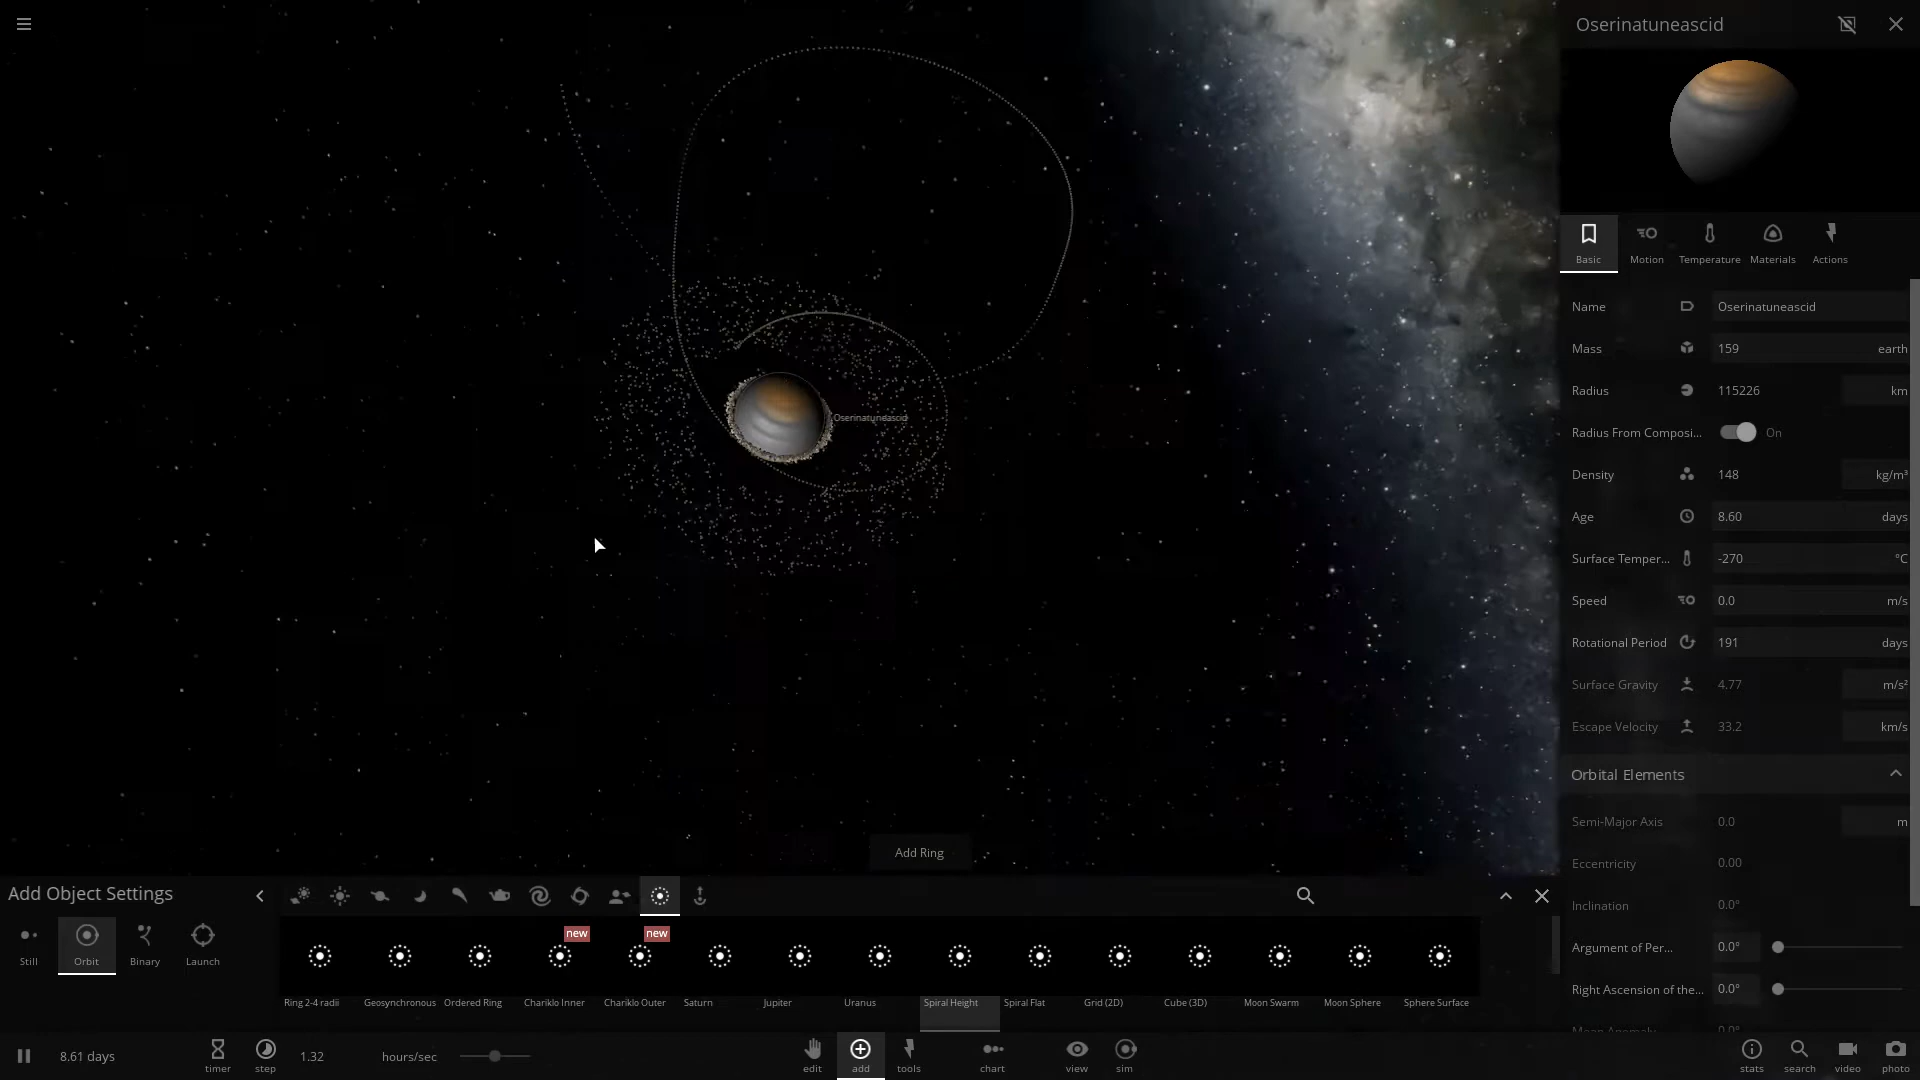 Oserinatuneascid
Basic
Motion
Temperature
Materials
Actions
Name
Oserinatuneascid
Mass
159
earth
Radius
115226
km
Radius From Composi...
On
Density
148
kg/m³
Age
8.60
days
Surface Temper...
-270
°C
Speed
0.0
m/s
Rotational Period
191
days
Surface Gravity
4.77
m/s²
Escape Velocity
33.2
km/s
Orbital Elements
Semi-Major Axis
0.0
m
Eccentricity
0.00
Inclination
0.0°
Argument of Per...
0.0°
Right Ascension of the...
0.0°
Mean Anomaly
0.0°
Oserinatuneascid
Add Ring
Add Object Settings
Still
Orbit
Binary
Launch
new
new
Ring 2-4 radii
Geosynchronous
Ordered Ring
Chariklo Inner
Chariklo Outer
Saturn
Jupiter
Uranus
Spiral Height
Spiral Flat
Grid (2D)
Cube (3D)
Moon Swarm
Moon Sphere
Sphere Surface
8.61 days
timer
step
1.32
hours/sec
edit
add
tools
chart
view
sim
stats
search
video
photo